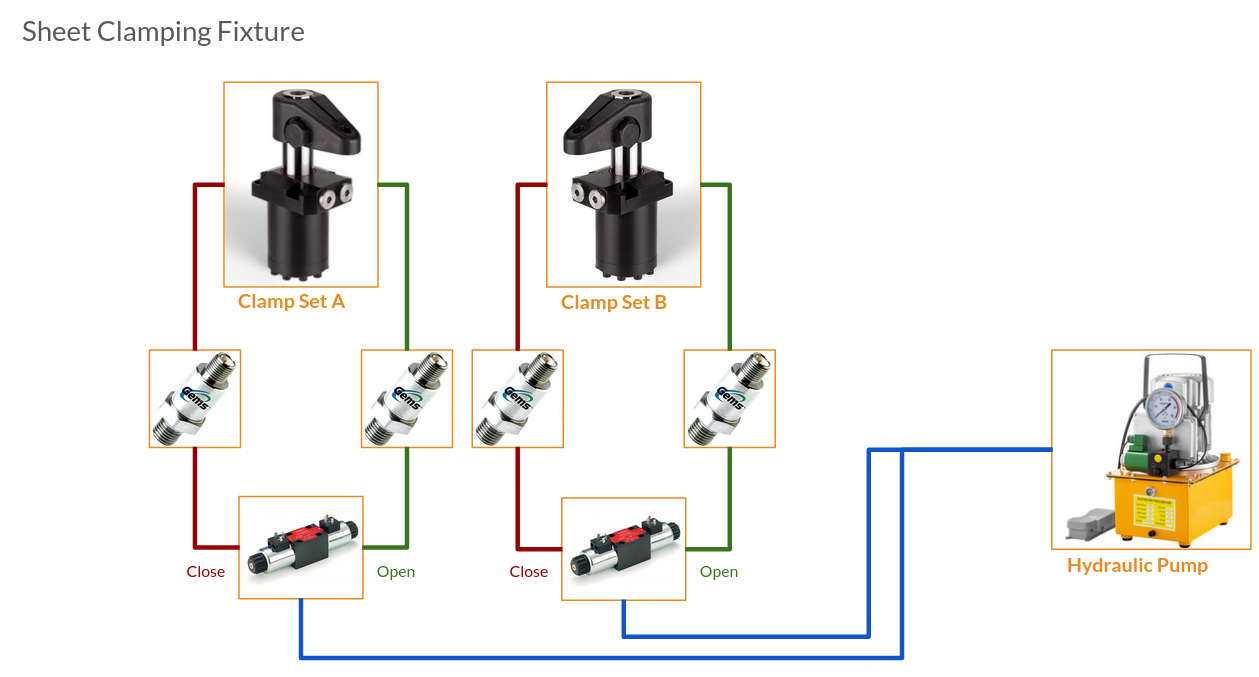 Sheet Clamping Fixture
Clamp Set A
Clamp Set B
Gems
Gems
Gems
Gems
Close
Open
Close
Open
Hydraulic Pump